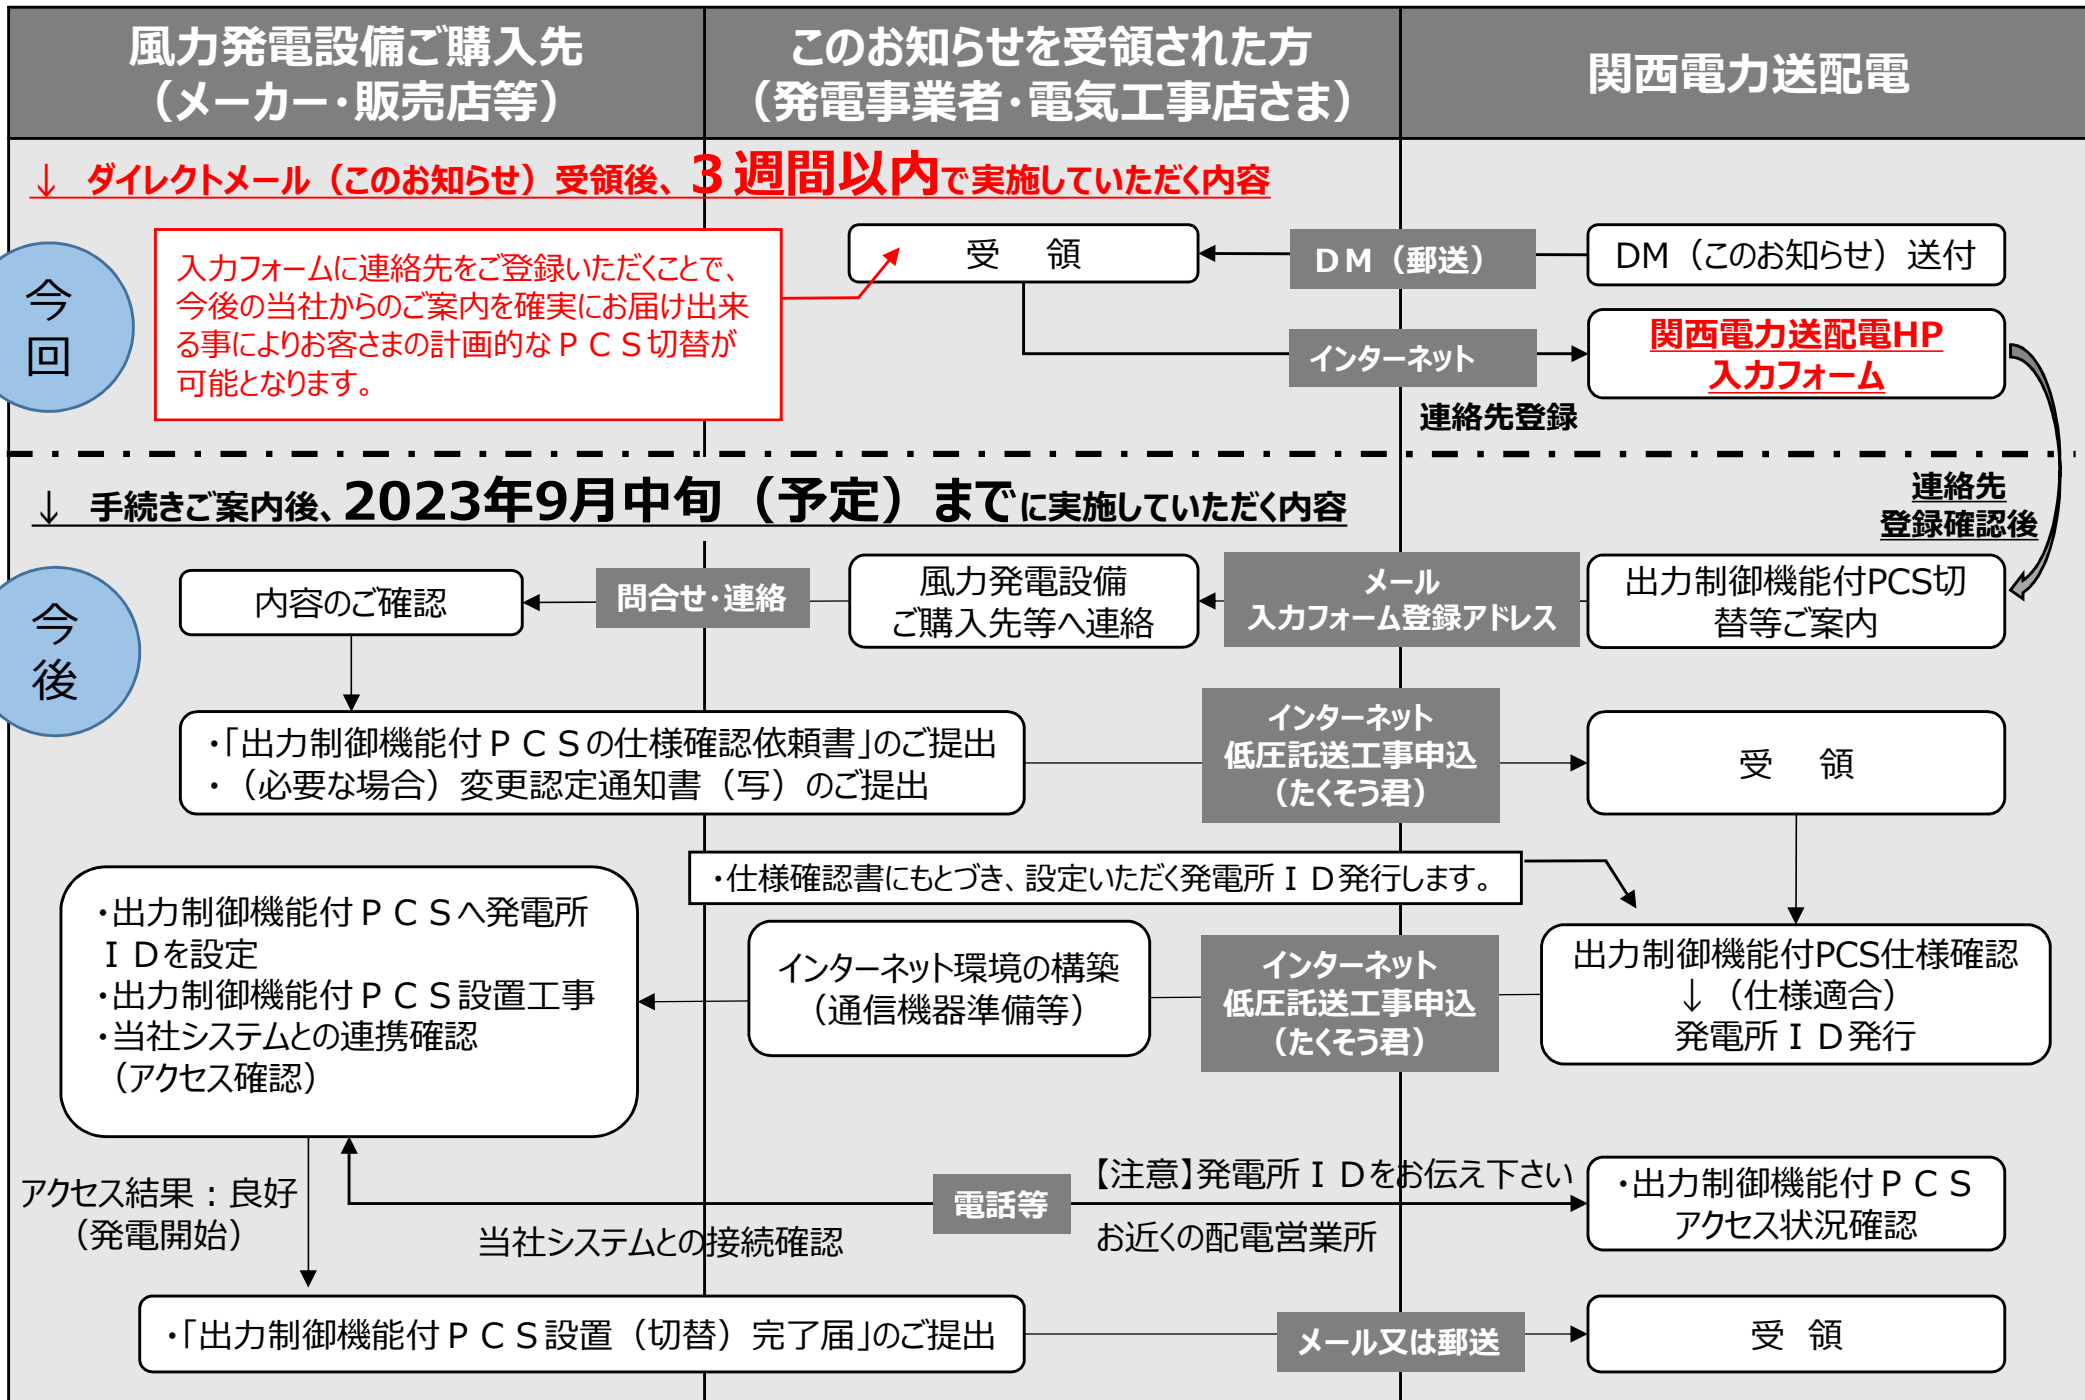 風力発電設備ご購入先
（メーカー・販売店等）
このお知らせを受領された方
（発電事業者・電気工事店さま）
関西電力送配電
↓ ダイレクトメール（このお知らせ）受領後、３週間以内で実施していただく内容
今
回
入力フォームに連絡先をご登録いただくことで、
今後の当社からのご案内を確実にお届け出来
る事によりお客さまの計画的なＰＣＳ切替が
可能となります。
受　領
ＤＭ（郵送）
DM（このお知らせ）送付
インターネット
関西電力送配電HP
入力フォーム
連絡先登録
↓ 手続きご案内後、2023年9月中旬（予定）までに実施していただく内容
連絡先
登録確認後
今
後
内容のご確認
問合せ・連絡
風力発電設備
ご購入先等へ連絡
メール
入力フォーム登録アドレス
出力制御機能付PCS切
替等ご案内
・「出力制御機能付ＰＣＳの仕様確認依頼書」のご提出
・（必要な場合）変更認定通知書（写）のご提出
インターネット
低圧託送工事申込
（たくそう君）
受　領
・仕様確認書にもとづき、設定いただく発電所ＩＤ発行します。
・出力制御機能付ＰＣＳへ発電所
ＩＤを設定
・出力制御機能付ＰＣＳ設置工事
・当社システムとの連携確認
（アクセス確認）
インターネット環境の構築
（通信機器準備等）
インターネット
低圧託送工事申込
（たくそう君）
出力制御機能付PCS仕様確認
↓（仕様適合）
発電所ＩＤ発行
アクセス結果：良好
（発電開始）
当社システムとの接続確認
電話等
【注意】発電所ＩＤをお伝え下さい
お近くの配電営業所
・出力制御機能付ＰＣＳ
アクセス状況確認
・「出力制御機能付ＰＣＳ設置（切替）完了届」のご提出
メール又は郵送
受 領